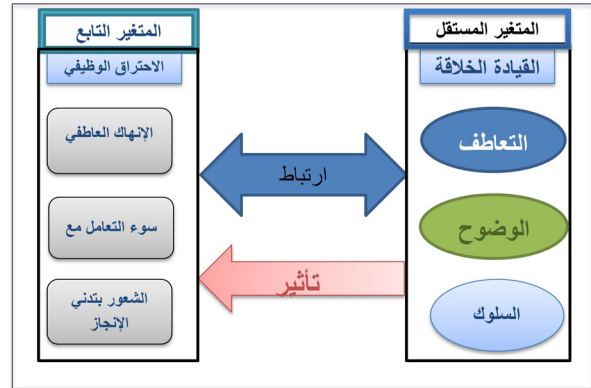 المتغير المستقل
القيادة الخلاقة
التعاطف
الوضوح
السلوك
ارتباط
تأثير
المتغير التابع
الاحتراق الوظيفي
الإنهاك العاطفي
سوء التعامل مع
الشعور بتدني
الإنجاز